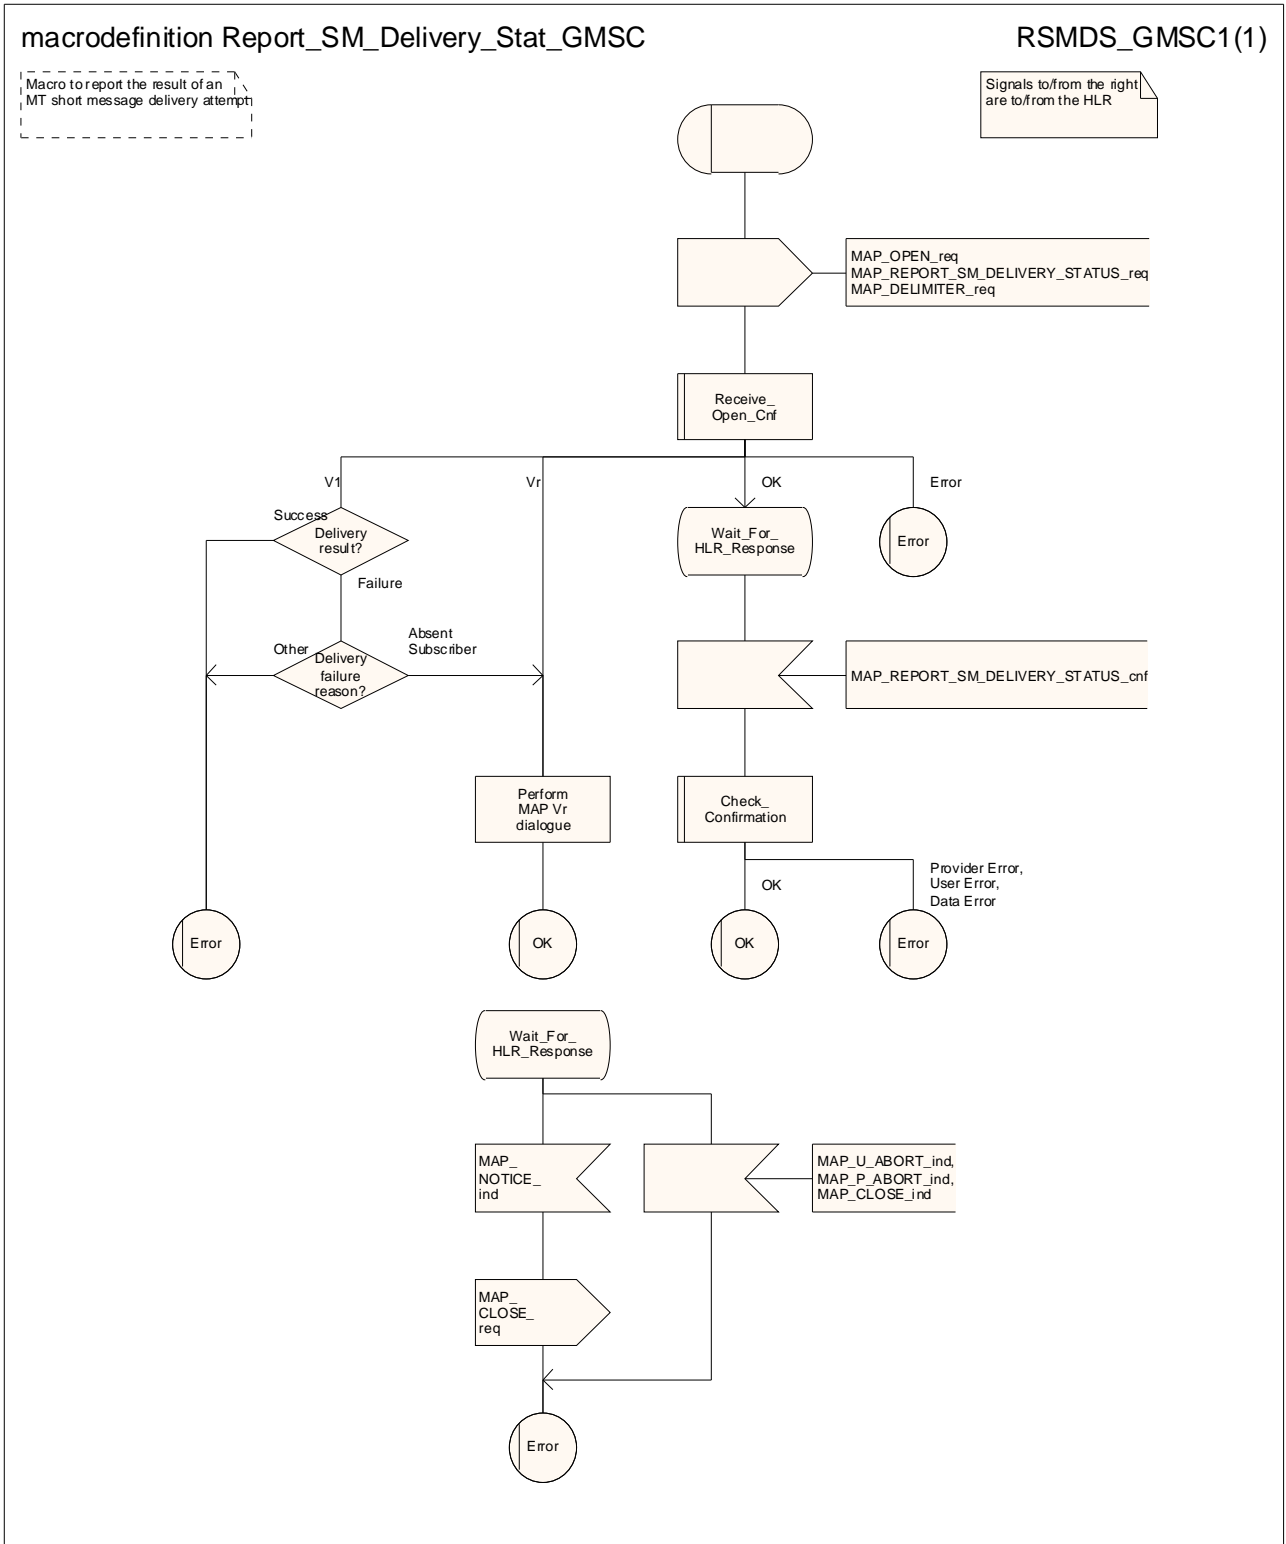 macrodefinition Report_SM_Delivery_Stat_GMSC
RSMDS_GMSC1(1)
Macro to report the result of an
MT short message delivery attempt
Signals to/from the right
are to/from the HLR
MAP_OPEN_req
MAP_REPORT_SM_DELIVERY_STATUS_req
MAP_DELIMITER_req
Receive_
Open_Cnf
V1
Vr
OK
Error
Success
Delivery
result?
Wait_For_
HLR_Response
Error
Failure
Other
Absent
Subscriber
Delivery
failure
reason?
MAP_REPORT_SM_DELIVERY_STATUS_cnf
Perform
MAP Vr
dialogue
Check_
Confirmation
OK
Provider Error,
User Error,
Data Error
Error
OK
OK
Error
Wait_For_
HLR_Response
MAP_
NOTICE_
ind
MAP_U_ABORT_ind,
MAP_P_ABORT_ind,
MAP_CLOSE_ind
MAP_
CLOSE_
req
Error